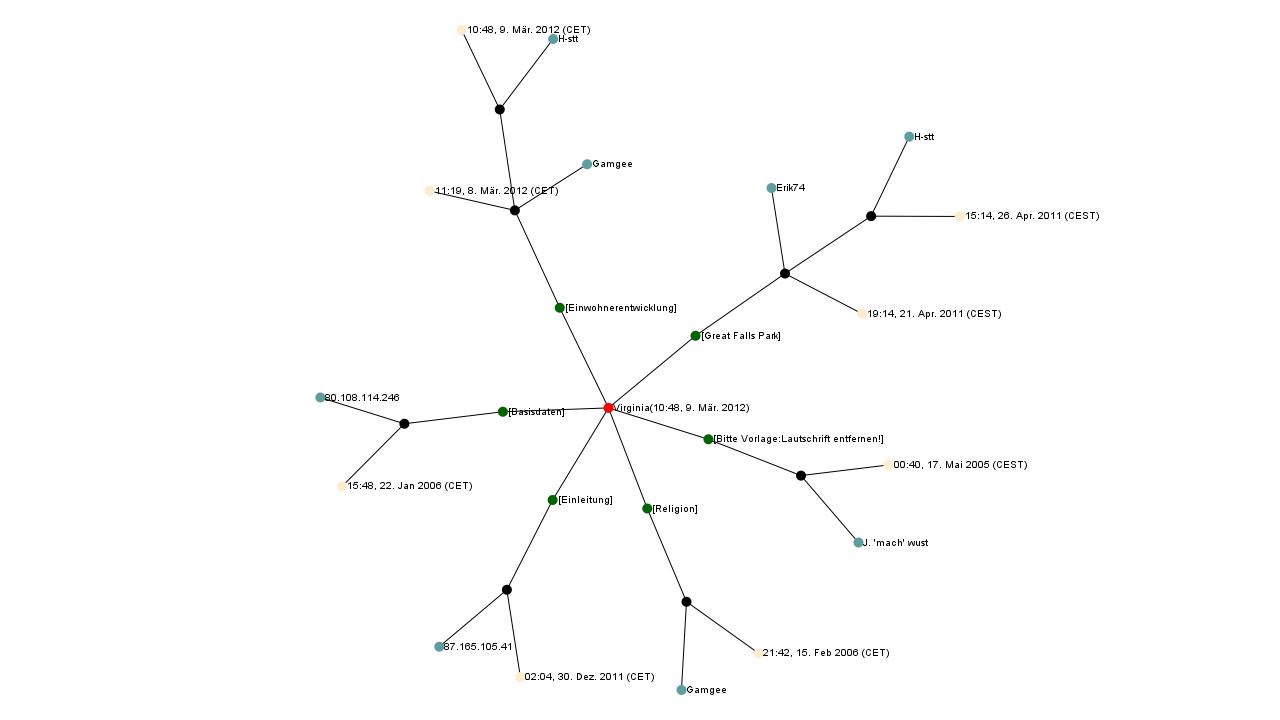 10:48, 9. Mär. 2012 (CET)
H-stt
H-stt
Gamgee
Erik74
11:19, 8. Mär. 2012 (CET)
15:14, 26. Apr. 2011 (CEST)
[Einwohnerentwicklung]
19:14, 21. Apr. 2011 (CEST)
[Great Falls Park]
80.108.114.246
Virginia(10:48, 9. Mär. 2012)
[Basisdaten]
[Bitte Vorlage:Lautschrift entfernen!]
00:40, 17. Mai 2005 (CEST)
15:48, 22. Jan 2006 (CET)
[Einleitung]
[Religion]
J. 'mach' wust
87.165.105.41
21:42, 15. Feb 2006 (CET)
02:04, 30. Dez. 2011 (CET)
Gamgee